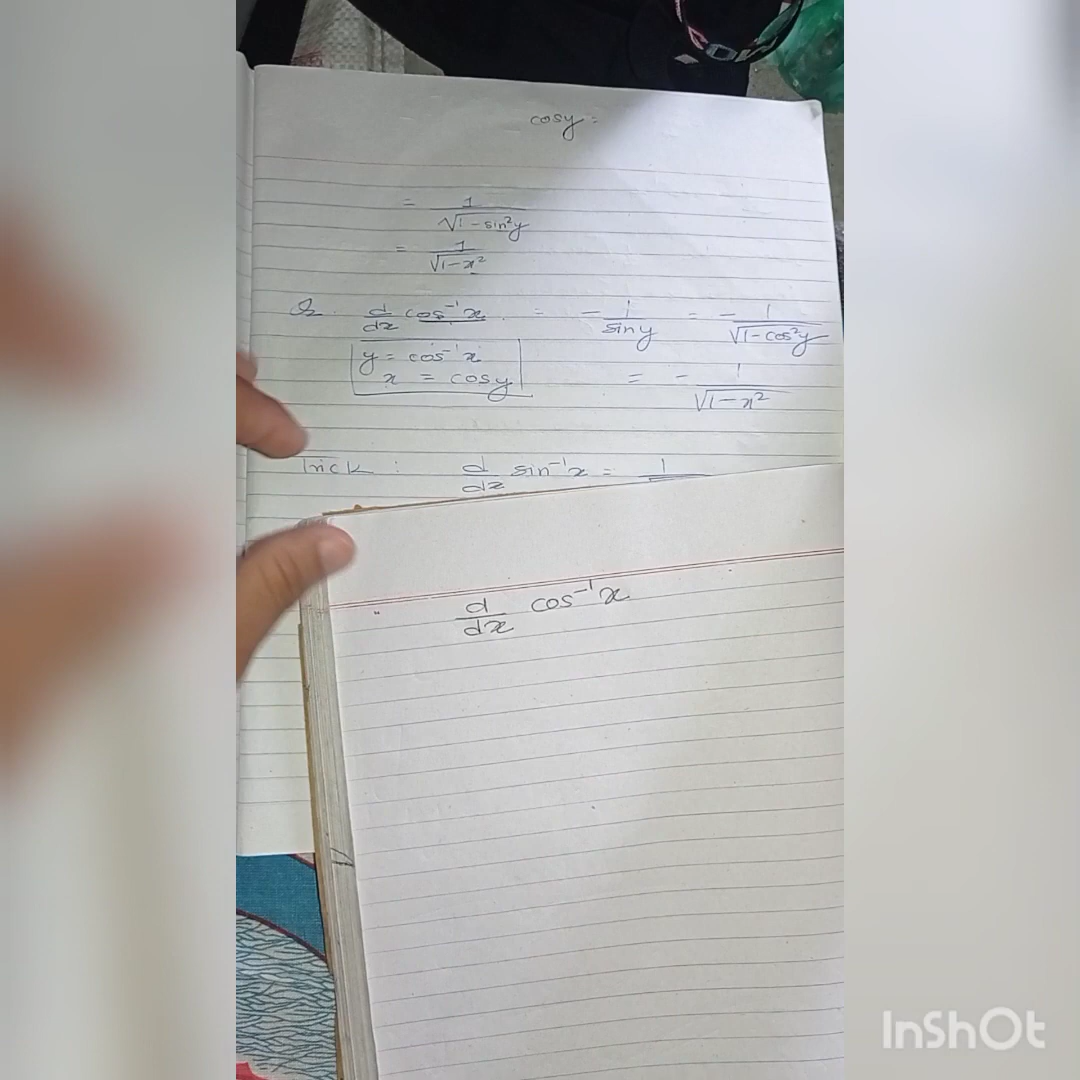 cosy =
= 1/√(1-sin²y)
= 1/√(1-x²)
d/dx cos⁻¹x = -1/siny = -1/√(1-cos²y)
y = cos⁻¹x
x = cosy = -1/√(1-x²)
Trick : d/dx sin⁻¹x = 1
d/dx cos⁻¹x
InShOt